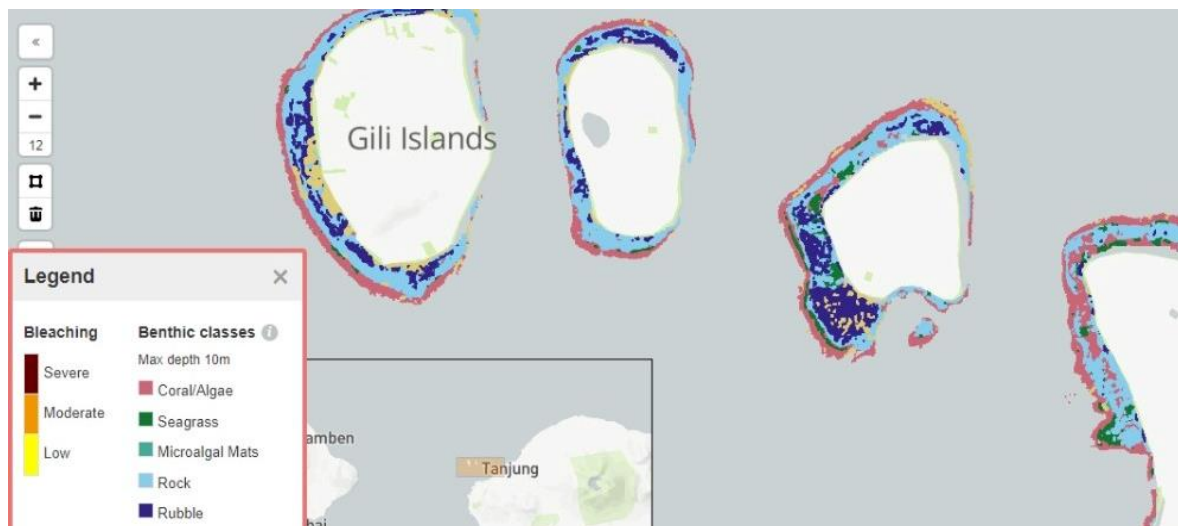 «
+
−
12
Gili Islands
Legend ×
Bleaching
Severe
Moderate
Low
Benthic classes i
Max depth 10m
Coral/Algae
Seagrass
Microalgal Mats
Rock
Rubble
Tanjung